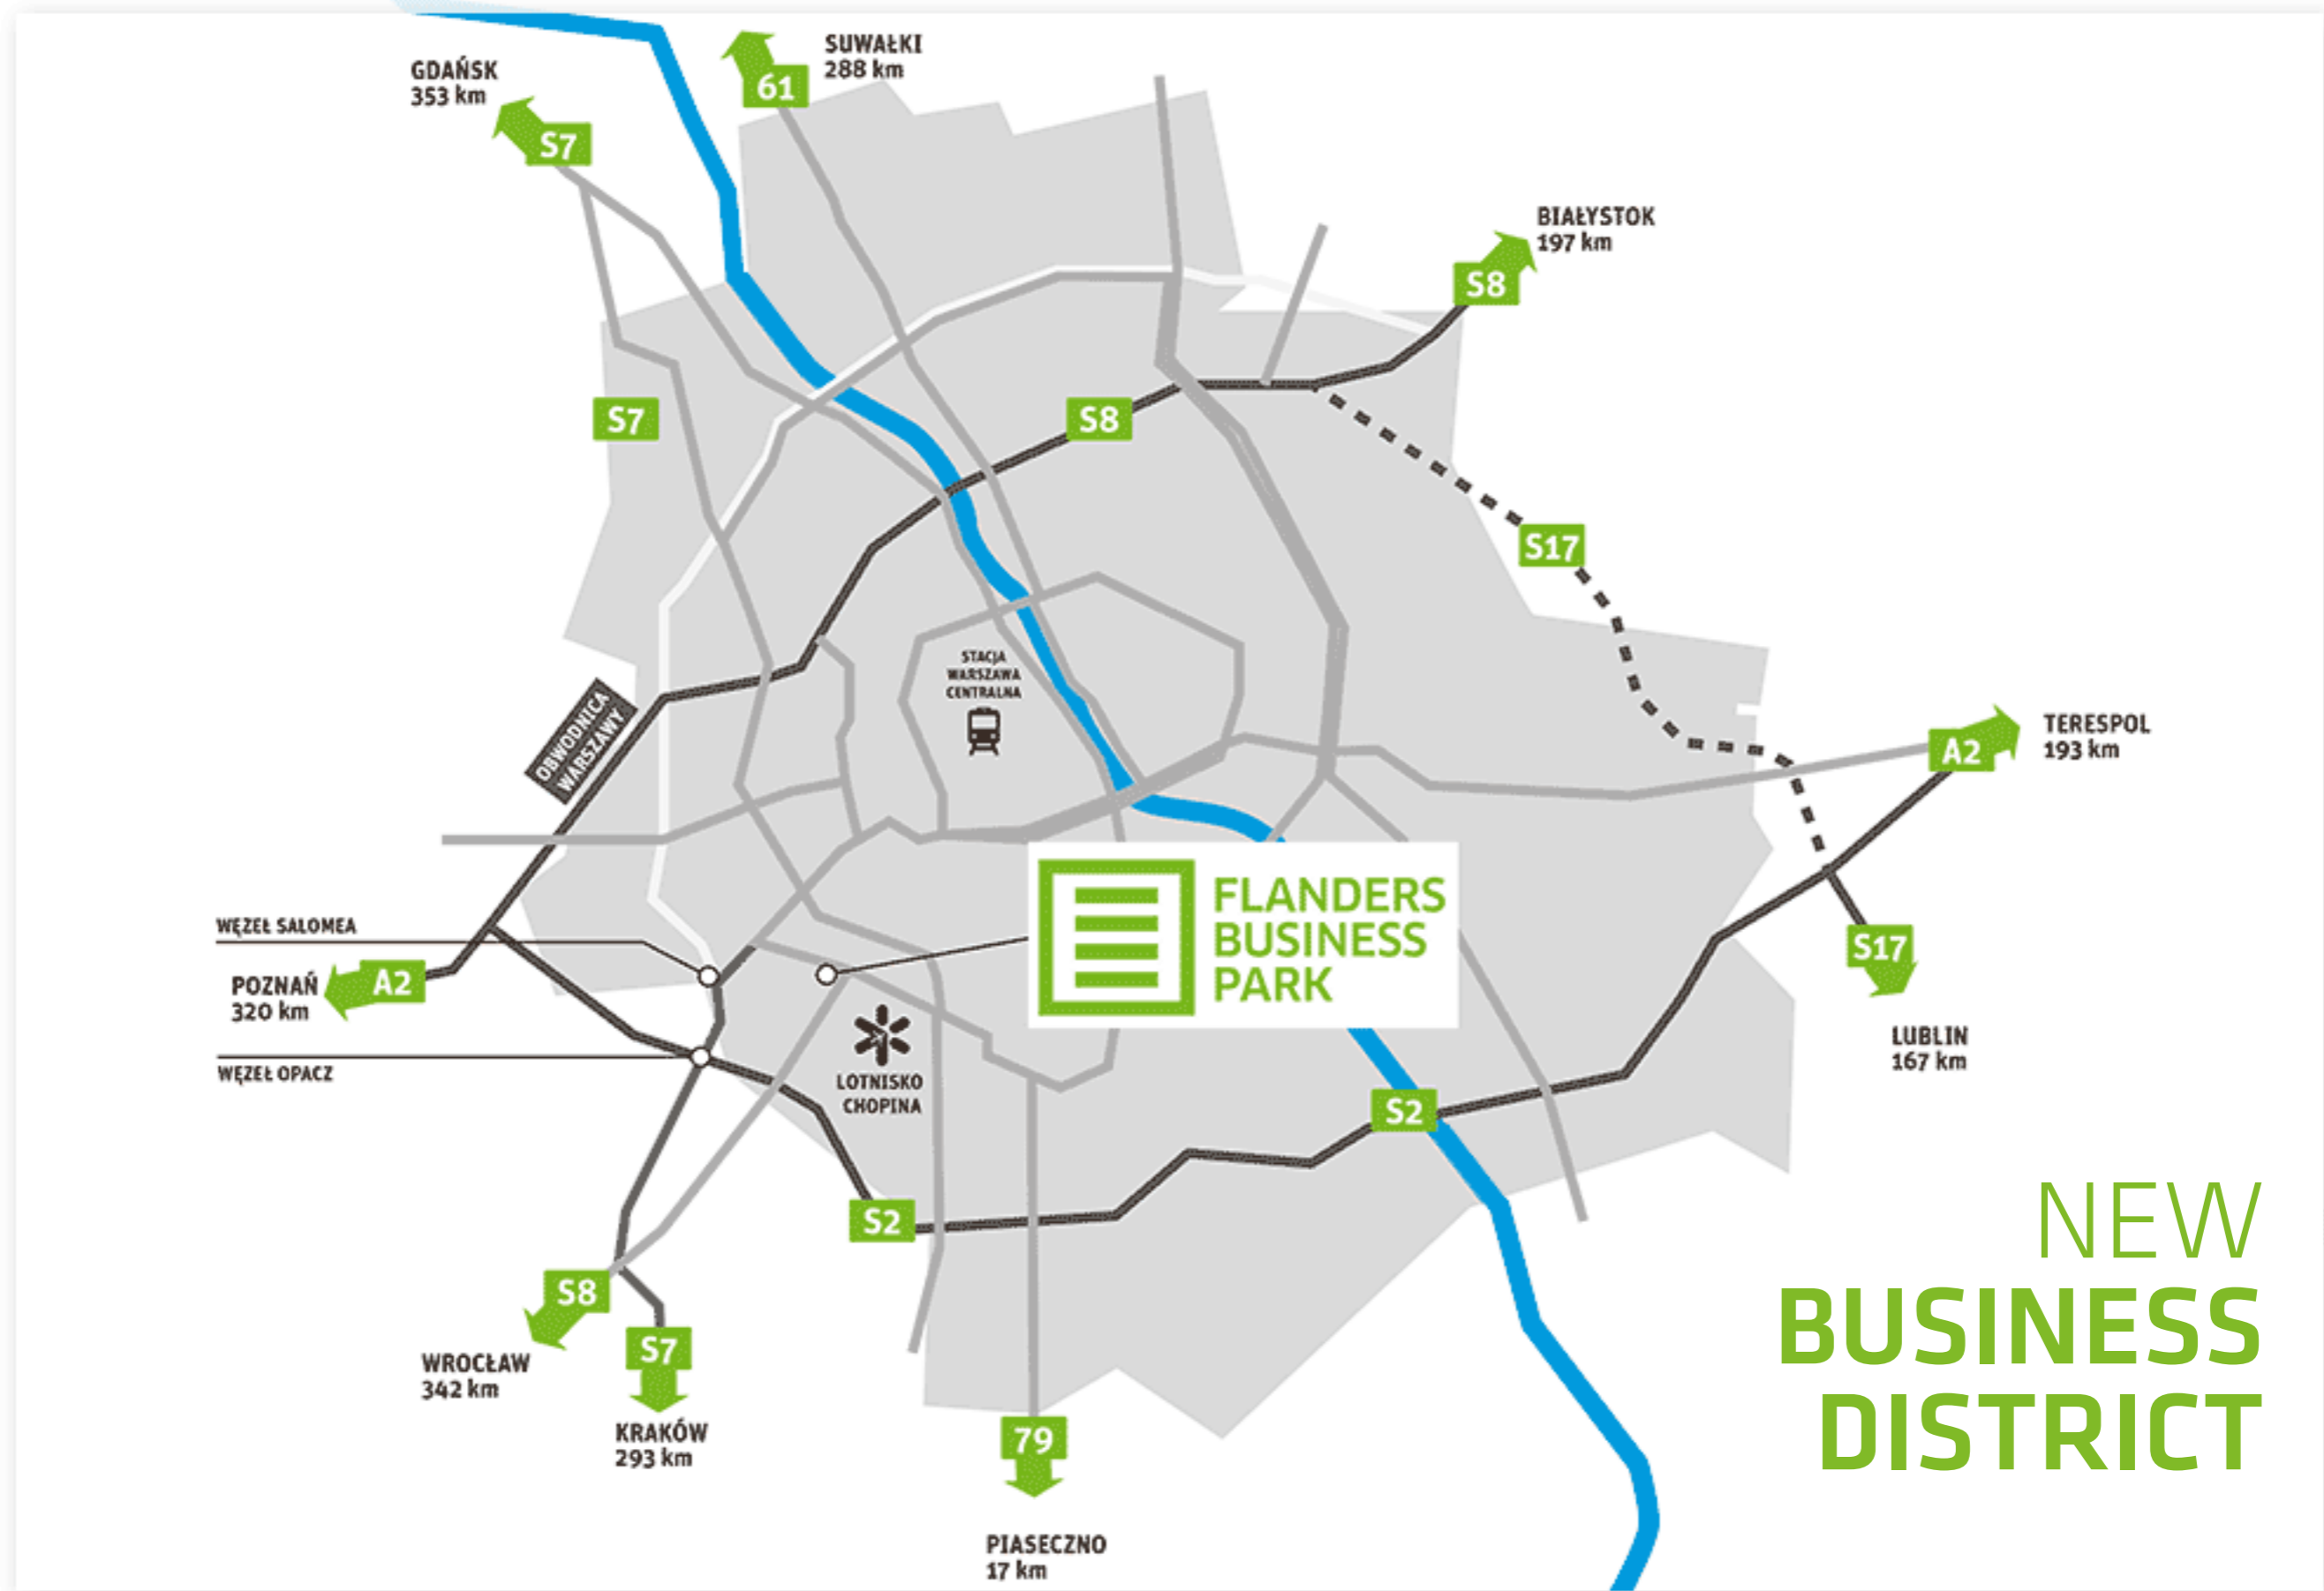 SUWAŁKI
288 km
61
GDAŃSK
353 km
S7
BIAŁYSTOK
197 km
S8
S7
S8
S17
STACJA
WARSZAWA
CENTRALNA
OBWODNICA
WARSZAWY
A2
TERESPOL
193 km
FLANDERS
BUSINESS
PARK
WĘZEŁ SALOMEA
S17
POZNAŃ
320 km
A2
LUBLIN
167 km
WĘZEŁ OPACZ
LOTNISKO
CHOPINA
S2
S2
S8
WROCŁAW
342 km
S7
KRAKÓW
293 km
79
PIASECZNO
17 km
NEW
BUSINESS
DISTRICT